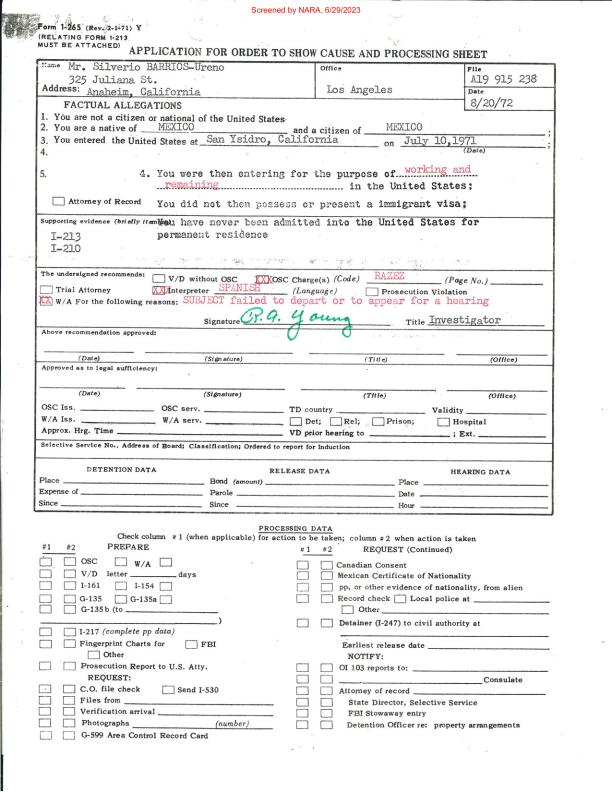 Screened by NARA, 6/29/2023
Form I-265 (Rev. 2-1-71) Y
(RELATING FORM I-213
MUST BE ATTACHED)
APPLICATION FOR ORDER TO SHOW CAUSE AND PROCESSING SHEET
Name Mr. Silverio BARRIOS-Ureno
325 Juliana St.
Address: Anaheim, California
Office
Los Angeles
File
A19 915 238
Date
8/20/72
FACTUAL ALLEGATIONS
1. You are not a citizen or national of the United States
2. You are a native of MEXICO and a citizen of MEXICO ;
3. You entered the United States at San Ysidro, California on July 10,1971 ;
(Date)
4.
5. 4. You were then entering for the purpose of working and
remaining in the United States;
Attorney of Record You did not then possess or present a immigrant visa;
Supporting evidence (briefly You have never been admitted into the United States for
I-213 permanent residence
I-210
The undersigned recommends: V/D without OSC XX OSC Charge(s) (Code) RAZEZ (Page No.)
Trial Attorney XX Interpreter SPANISH (Language) Prosecution Violation
XX W/A For the following reasons: SUBJECT failed to depart or to appear for a hearing
Signature R.A. Young Title Investigator
Above recommendation approved:
(Date) (Signature) (Title) (Office)
Approved as to legal sufficiency:
(Date) (Signature) (Title) (Office)
OSC Iss. OSC serv. TD country Validity
W/A Iss. W/A serv. Det; Rel; Prison; Hospital
Approx. Hrg. Time VD prior hearing to ; Ext.
Selective Service No., Address of Board; Classification; Ordered to report for Induction
DETENTION DATA RELEASE DATA HEARING DATA
Place Bond (amount) Place
Expense of Parole Date
Since Since Hour
PROCESSING DATA
Check column #1 (when applicable) for action to be taken; column #2 when action is taken
#1 #2 PREPARE
OSC W/A
V/D letter days
I-161 I-154
G-135 G-135a
G-135b (to
)
I-217 (complete pp data)
Fingerprint Charts for FBI
Other
Prosecution Report to U.S. Atty.
REQUEST:
C.O. file check Send I-530
Files from
Verification arrival
Photographs (number)
G-599 Area Control Record Card
#1 #2 REQUEST (Continued)
Canadian Consent
Mexican Certificate of Nationality
pp, or other evidence of nationality, from alien
Record check Local police at
Other
Detainer (I-247) to civil authority at
Earliest release date
NOTIFY:
OI 103 reports to:
Consulate
Attorney of record
State Director, Selective Service
FBI Stowaway entry
Detention Officer re: property arrangements